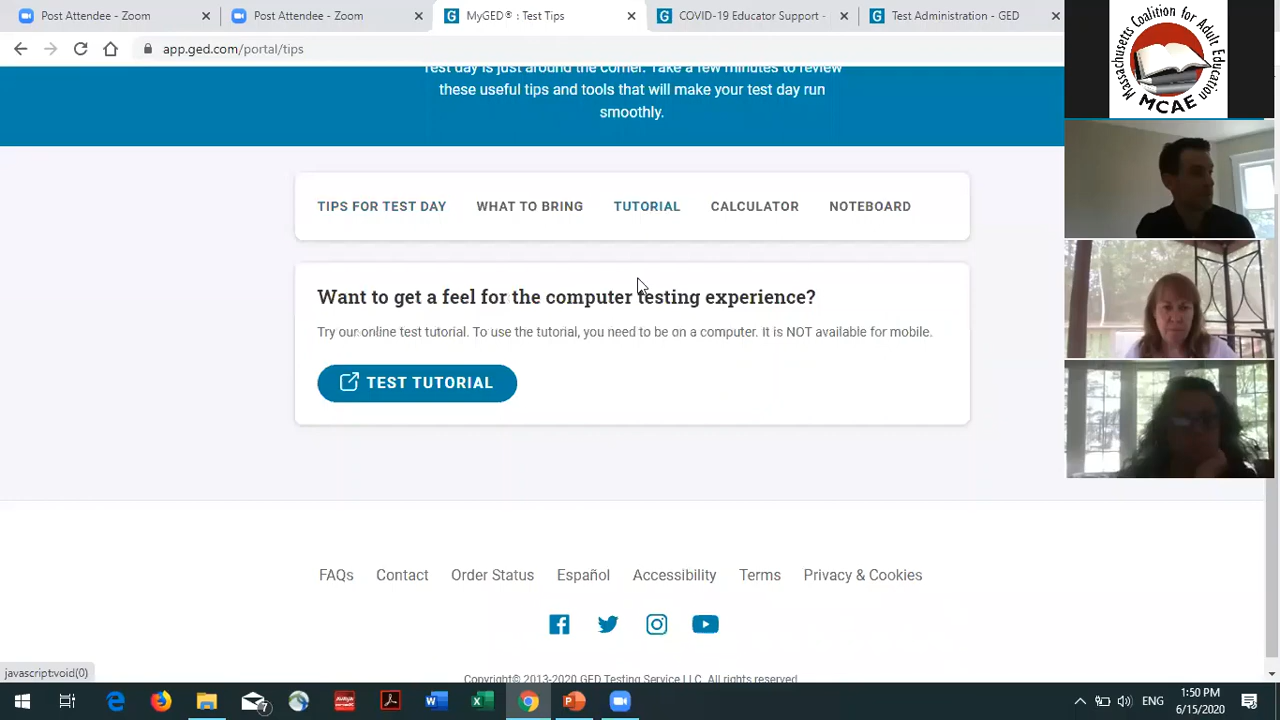 Post Attendee - Zoom
Post Attendee - Zoom
MyGED® : Test Tips
COVID-19 Educator Support -
Test Administration - GED
app.ged.com/portal/tips
Massachusetts Coalition for Adult Education
MCAE
Test day is just around the corner. Take a few minutes to review
these useful tips and tools that will make your test day run
smoothly.
TIPS FOR TEST DAY WHAT TO BRING TUTORIAL CALCULATOR NOTEBOARD
Want to get a feel for the computer testing experience?
Try our online test tutorial. To use the tutorial, you need to be on a computer. It is NOT available for mobile.
TEST TUTORIAL
FAQs Contact Order Status Español Accessibility Terms Privacy & Cookies
javascript:void(0)
Copyright© 2013-2020 GED Testing Service LLC. All rights reserved
7
ENG
1:50 PM
6/15/2020